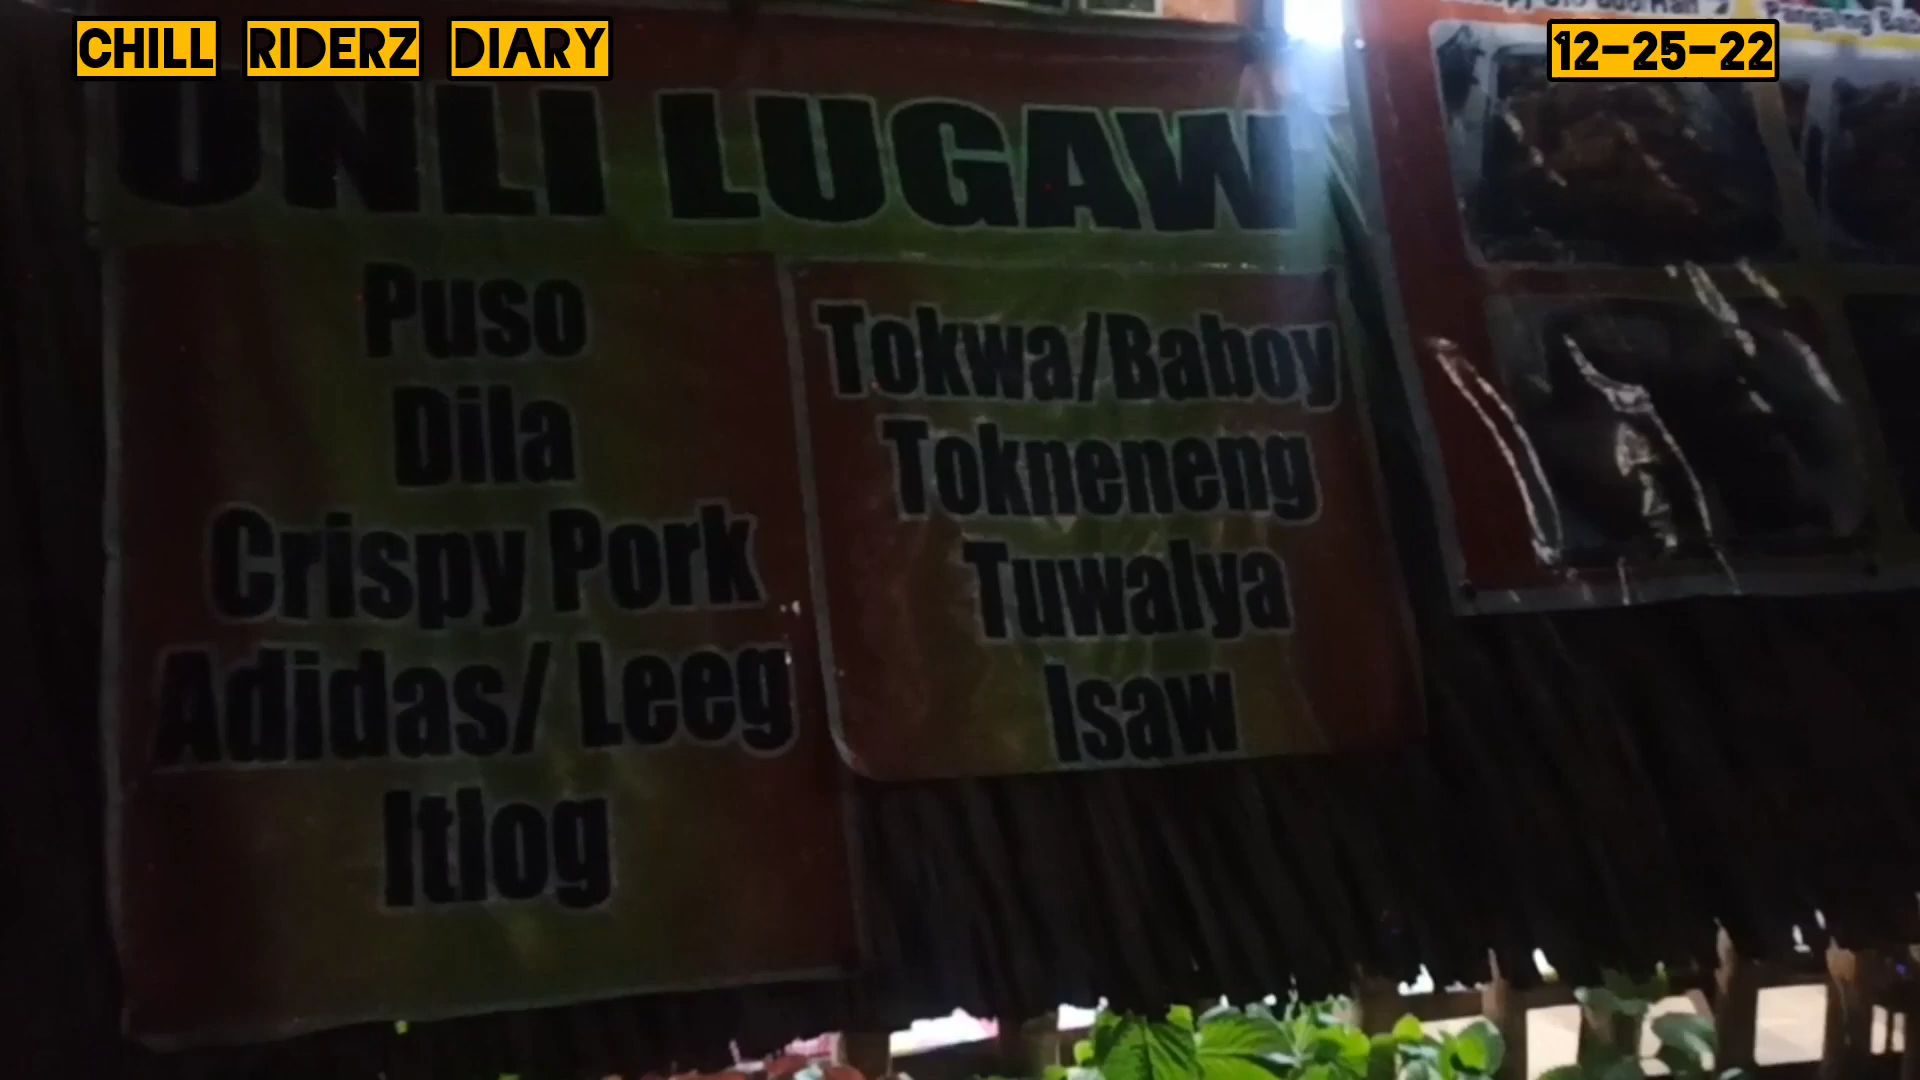 CHILL RIDERZ DIARY
12-25-22
UNLI LUGAW
Puso
Dila
Crispy Pork
Adidas/ Leeg
Itlog
Tokwa/Baboy
Tokneneng
Tuwalya
Isaw